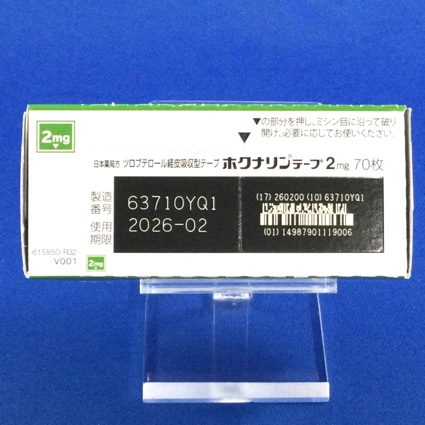 2mg
▼の部分を押し、ミシン目に沿って破り
開け、必要に応じてお使いください。
日本薬局方 ツロブテロール経皮吸収型テープ ホクナリン®テープ2mg 70枚
製造番号 63710YQ1
使用期限 2026-02
(17) 260200 (10) 63710YQ1
(01) 14987901119006
615850/R32
V001
2mg